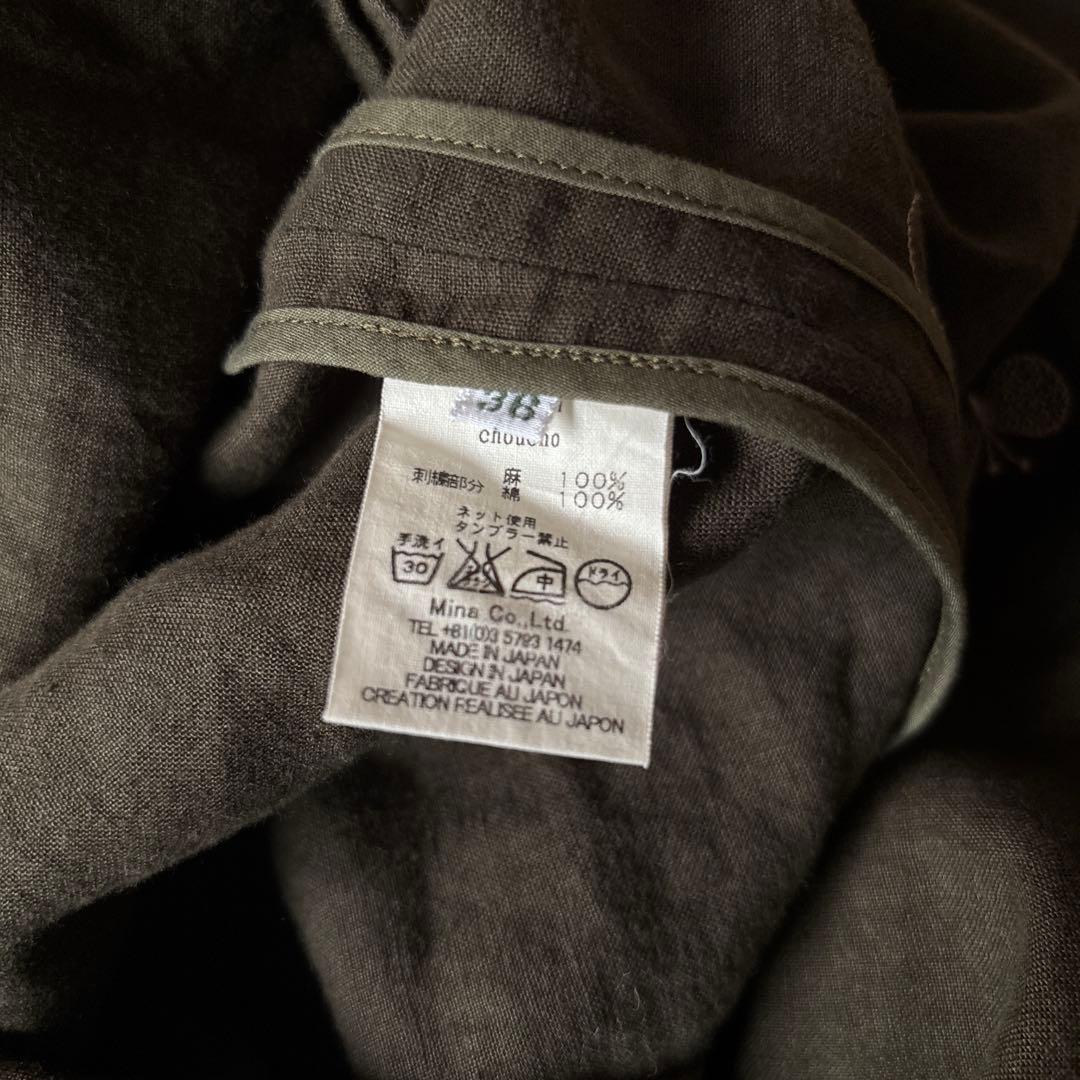 38
choucho
麻 100%
刺繍部分 綿 100%
ネット使用
タンブラー禁止
手洗イ
30
中
ドライ
Mina Co.,Ltd.
TEL +81(0)3 5793 1474
MADE IN JAPAN
DESIGN IN JAPAN
FABRIQUE AU JAPON
CREATION REALISEE AU JAPON